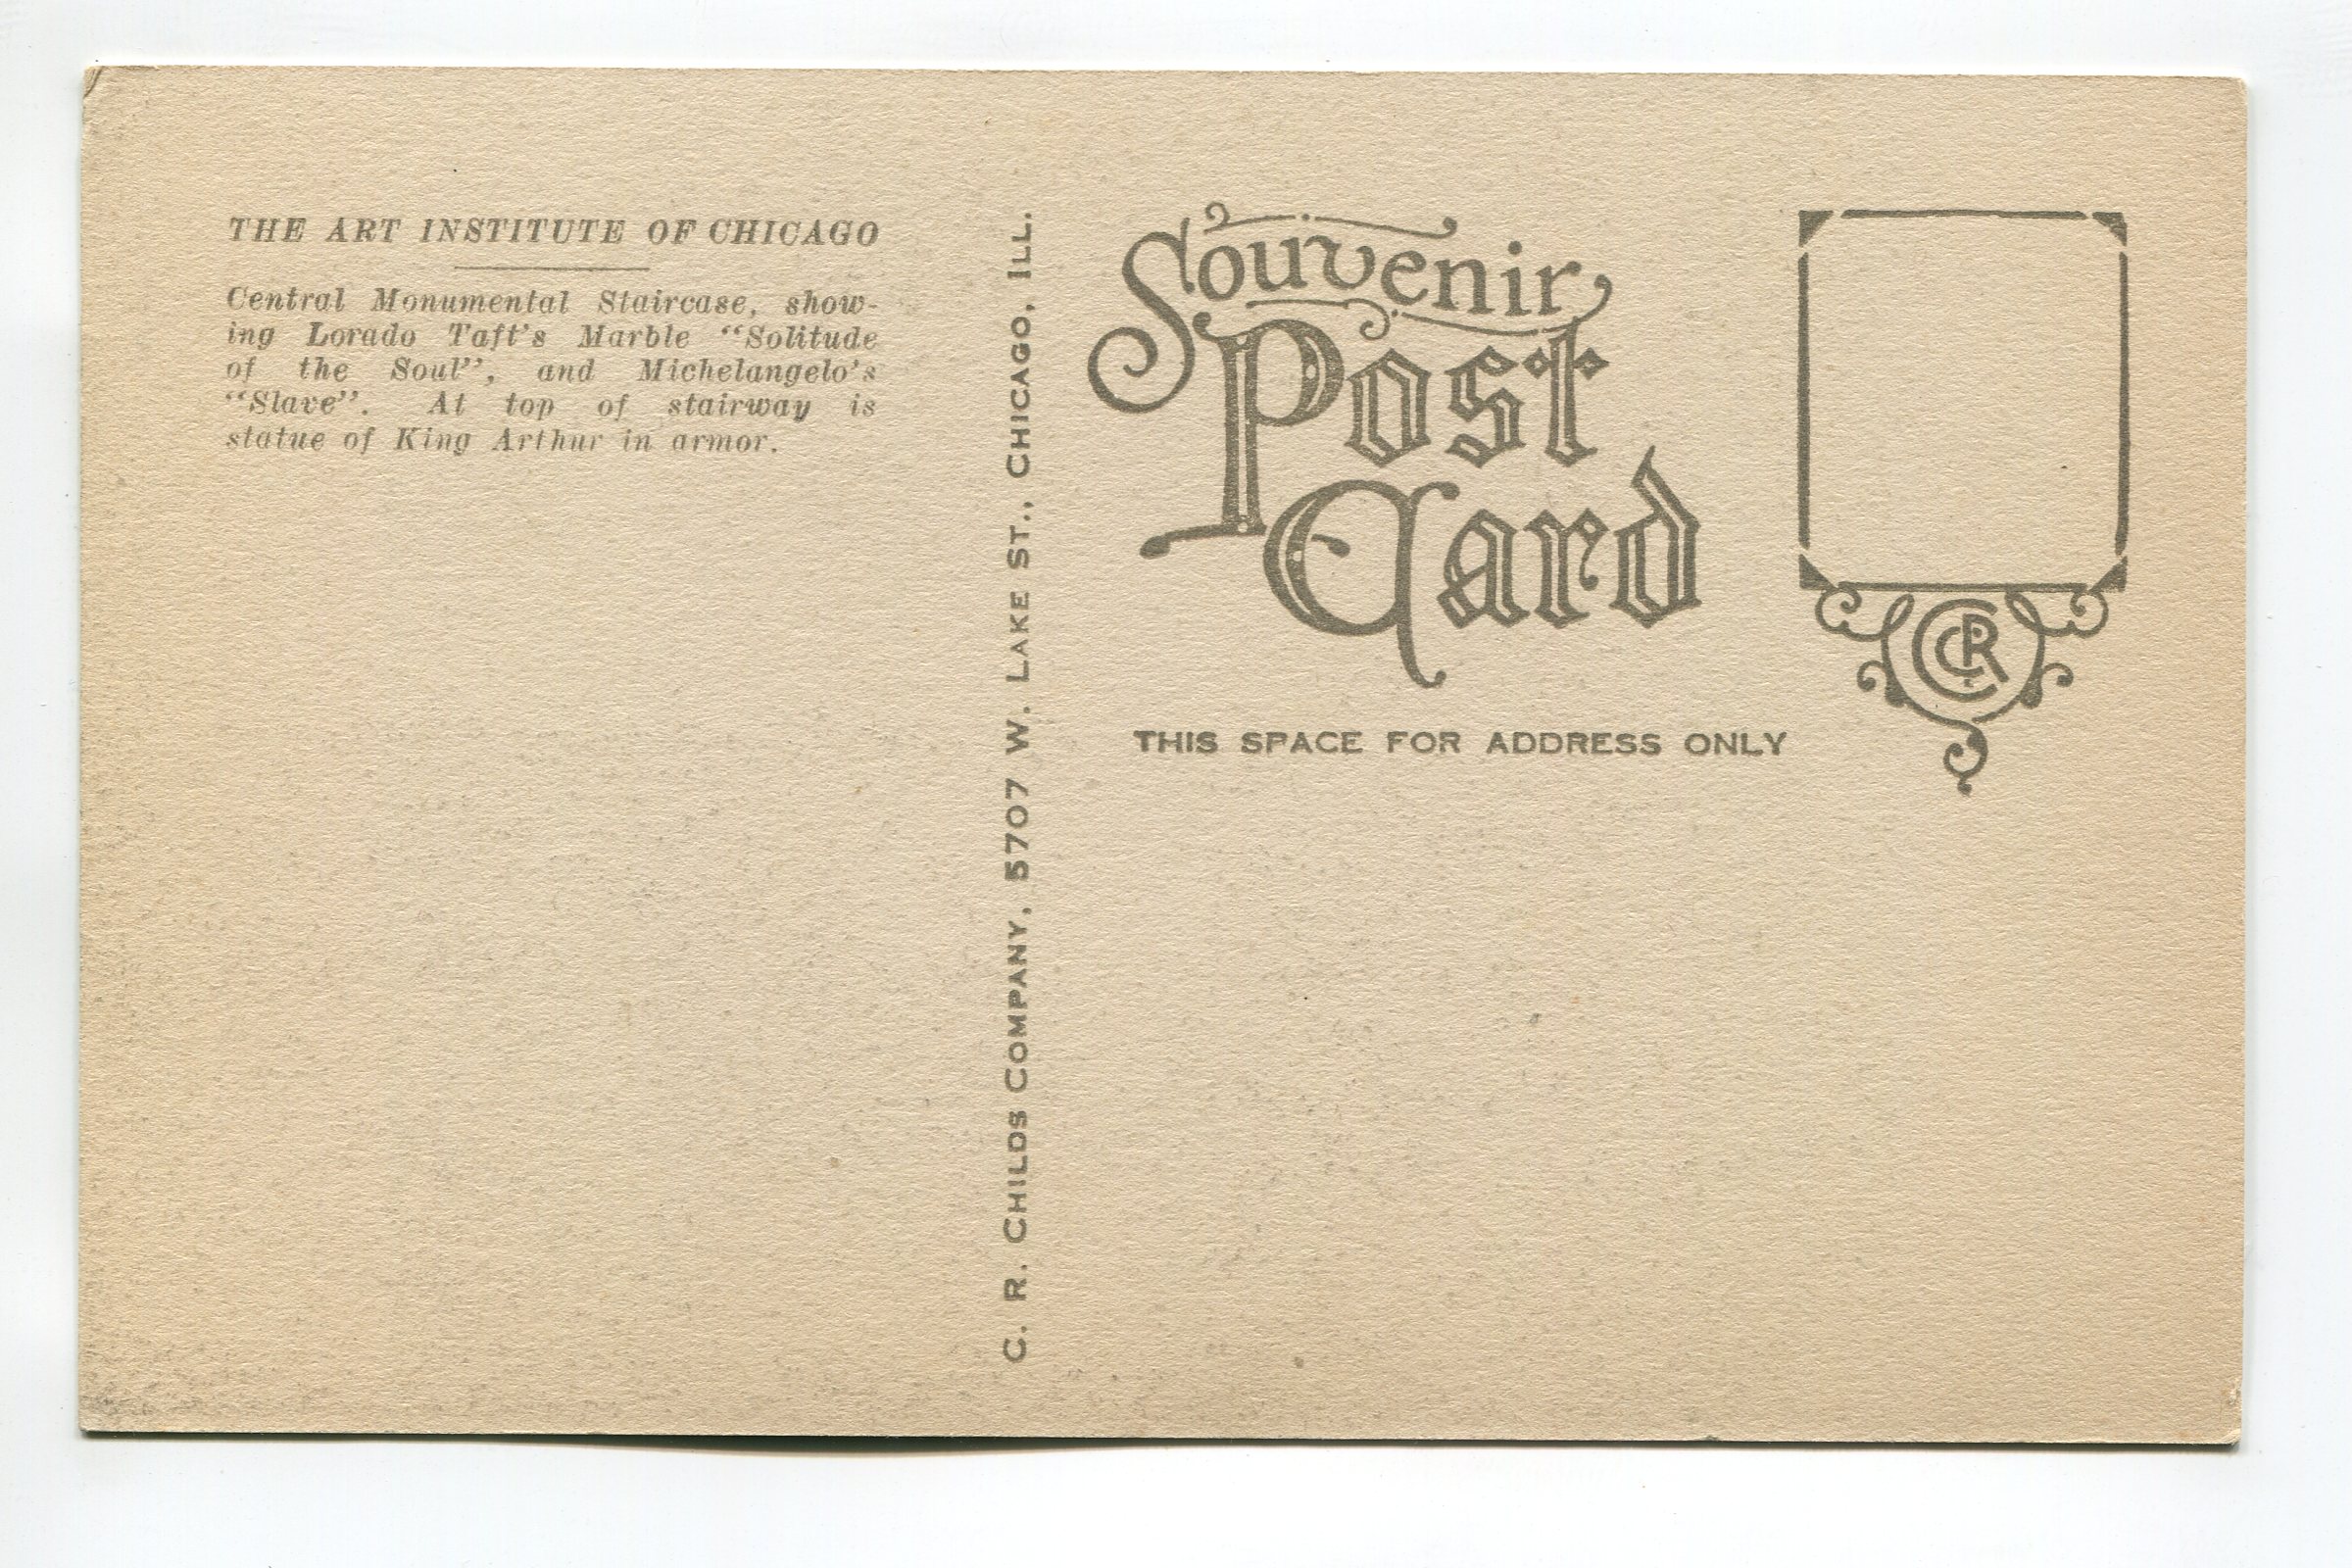 THE ART INSTITUTE OF CHICAGO
Central Monumental Staircase, show-
ing Lorado Taft's Marble "Solitude
of the Soul", and Michelangelo's
"Slave". At top of stairway is
statue of King Arthur in armor.
C. R. CHILDS COMPANY, 5707 W. LAKE ST., CHICAGO, ILL.
Souvenir
Post
Card
THIS SPACE FOR ADDRESS ONLY
CRC